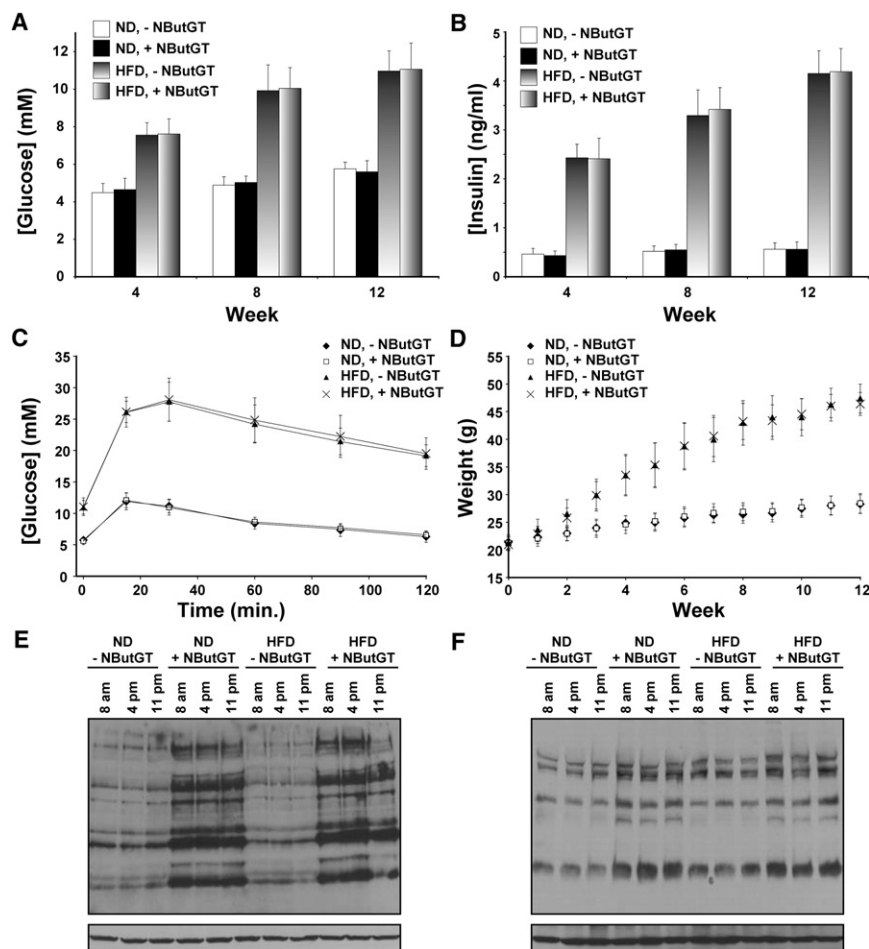 A
ND, - NButGT
ND, + NButGT
HFD, - NButGT
HFD, + NButGT
[Glucose] (mM)
12
10
8
6
4
2
0
4
8
12
Week
B
ND, - NButGT
ND, + NButGT
HFD, - NButGT
HFD, + NButGT
[Insulin] (ng/ml)
5
4
3
2
1
0
4
8
12
Week
C
ND, - NButGT
ND, + NButGT
HFD, - NButGT
HFD, + NButGT
[Glucose] (mM)
35
30
25
20
15
10
5
0
0
20
40
60
80
100
120
Time (min.)
D
ND, - NButGT
ND, + NButGT
HFD, - NButGT
HFD, + NButGT
Weight (g)
55
50
45
40
35
30
25
20
15
0
2
4
6
8
10
12
Week
E
ND
- NButGT
ND
+ NButGT
HFD
- NButGT
HFD
+ NButGT
8 am
4 pm
11 pm
8 am
4 pm
11 pm
8 am
4 pm
11 pm
8 am
4 pm
11 pm
F
ND
- NButGT
ND
+ NButGT
HFD
- NButGT
HFD
+ NButGT
8 am
4 pm
11 pm
8 am
4 pm
11 pm
8 am
4 pm
11 pm
8 am
4 pm
11 pm